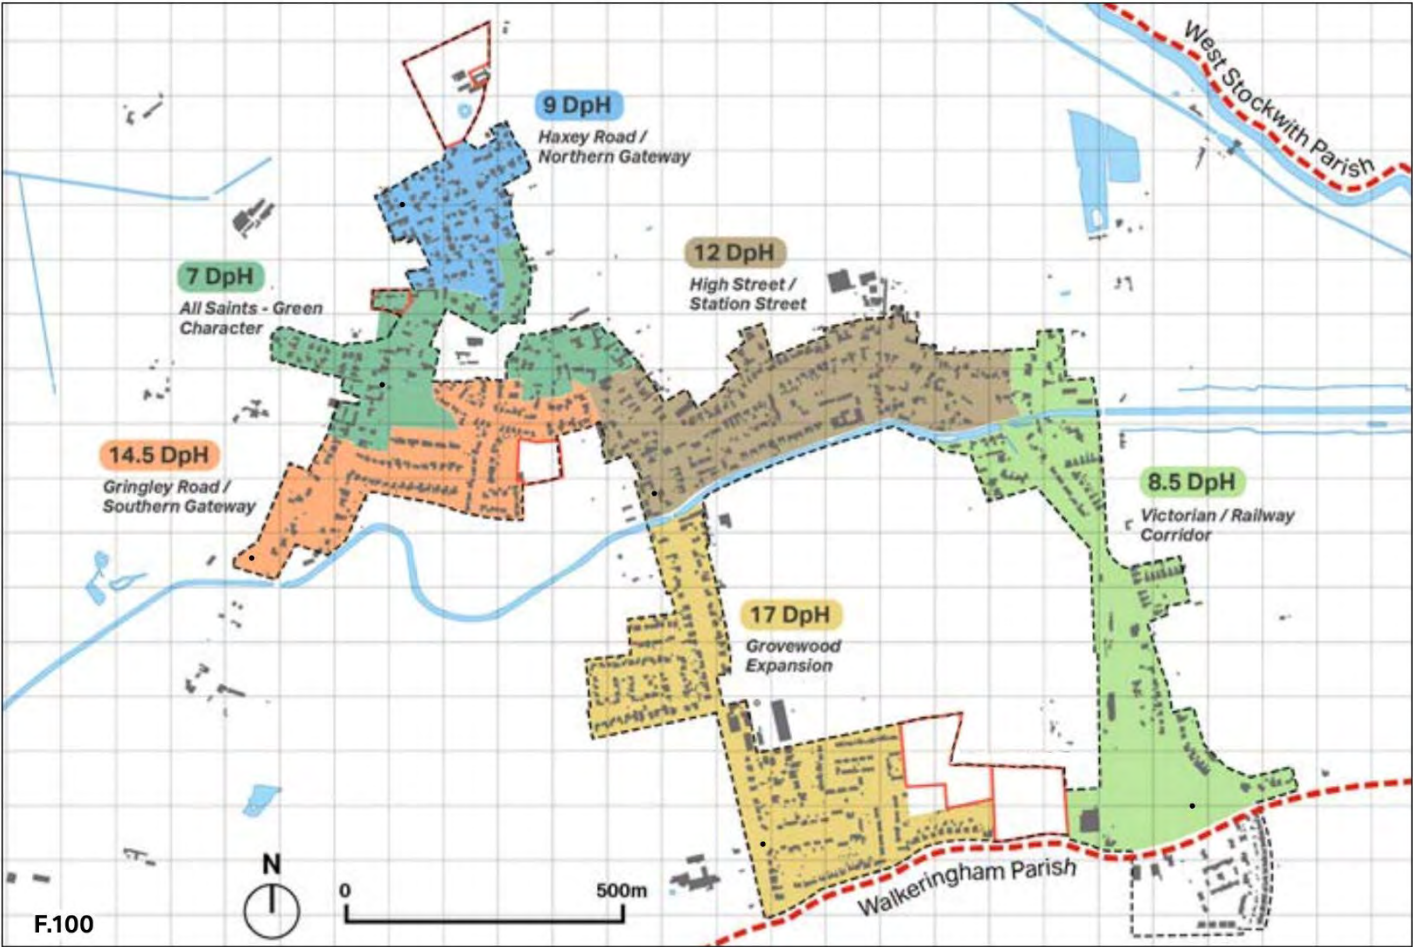 West Stockwith Parish
9 DpH
Haxey Road /
Northern Gateway
7 DpH
All Saints - Green
Character
12 DpH
High Street /
Station Street
14.5 DpH
Gringley Road /
Southern Gateway
8.5 DpH
Victorian / Railway
Corridor
17 DpH
Grovewood
Expansion
Walkeringham Parish
N
0 500m
F.100